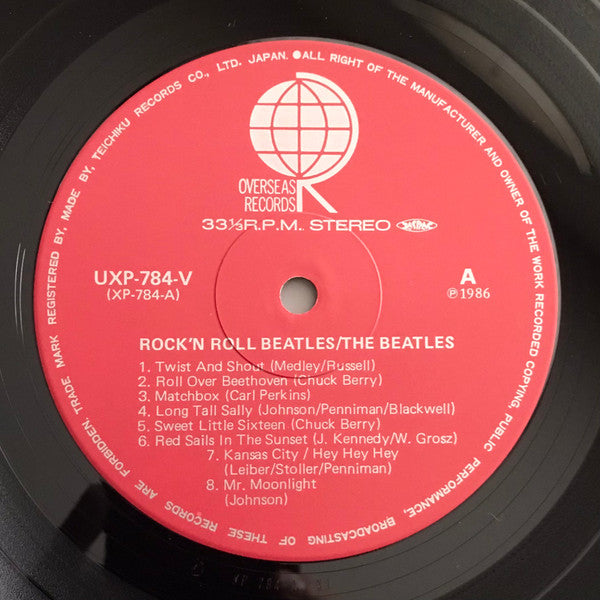 TRADE MARK REGISTERED BY, MADE BY, TEICHIKU RECORDS CO., LTD. JAPAN. ●ALL RIGHT OF THE MANUFACTURER AND OWNER OF THE WORK RECORDED COPYING, PUBLIC PERFORMANCE, BROADCASTING OF THESE RECORDS ARE FORBIDDEN.
OVERSEAS
RECORDS
33⅓R.P.M. STEREO
UXP-784-V
(XP-784-A)
A
Ⓟ1986
ROCK'N ROLL BEATLES/THE BEATLES
1. Twist And Shout (Medley/Russell)
2. Roll Over Beethoven (Chuck Berry)
3. Matchbox (Carl Perkins)
4. Long Tall Sally (Johnson/Penniman/Blackwell)
5. Sweet Little Sixteen (Chuck Berry)
6. Red Sails In The Sunset (J. Kennedy/W. Grosz)
7. Kansas City / Hey Hey Hey
(Leiber/Stoller/Penniman)
8. Mr. Moonlight
(Johnson)